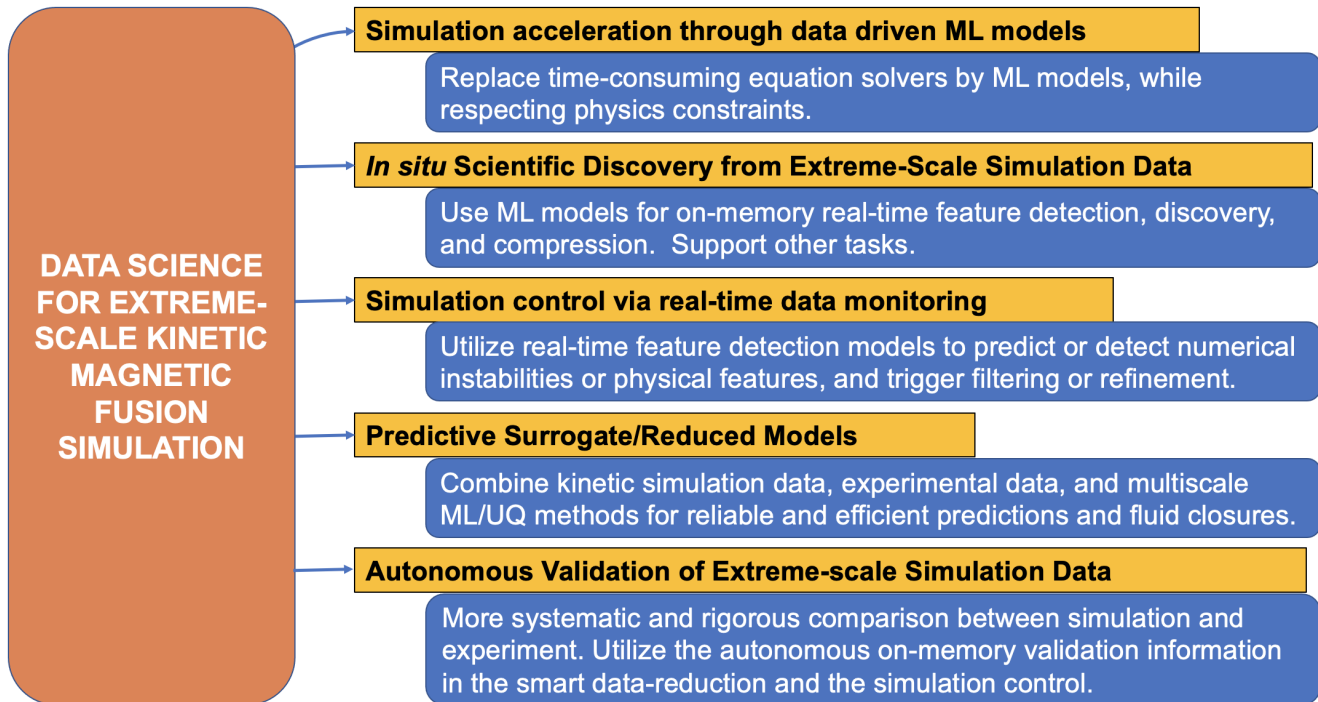 DATA SCIENCE
FOR EXTREME-
SCALE KINETIC
MAGNETIC
FUSION
SIMULATION
Simulation acceleration through data driven ML models
Replace time-consuming equation solvers by ML models, while
respecting physics constraints.
In situ Scientific Discovery from Extreme-Scale Simulation Data
Use ML models for on-memory real-time feature detection, discovery,
and compression.  Support other tasks.
Simulation control via real-time data monitoring
Utilize real-time feature detection models to predict or detect numerical
instabilities or physical features, and trigger filtering or refinement.
Predictive Surrogate/Reduced Models
Combine kinetic simulation data, experimental data, and multiscale
ML/UQ methods for reliable and efficient predictions and fluid closures.
Autonomous Validation of Extreme-scale Simulation Data
More systematic and rigorous comparison between simulation and
experiment. Utilize the autonomous on-memory validation information
in the smart data-reduction and the simulation control.